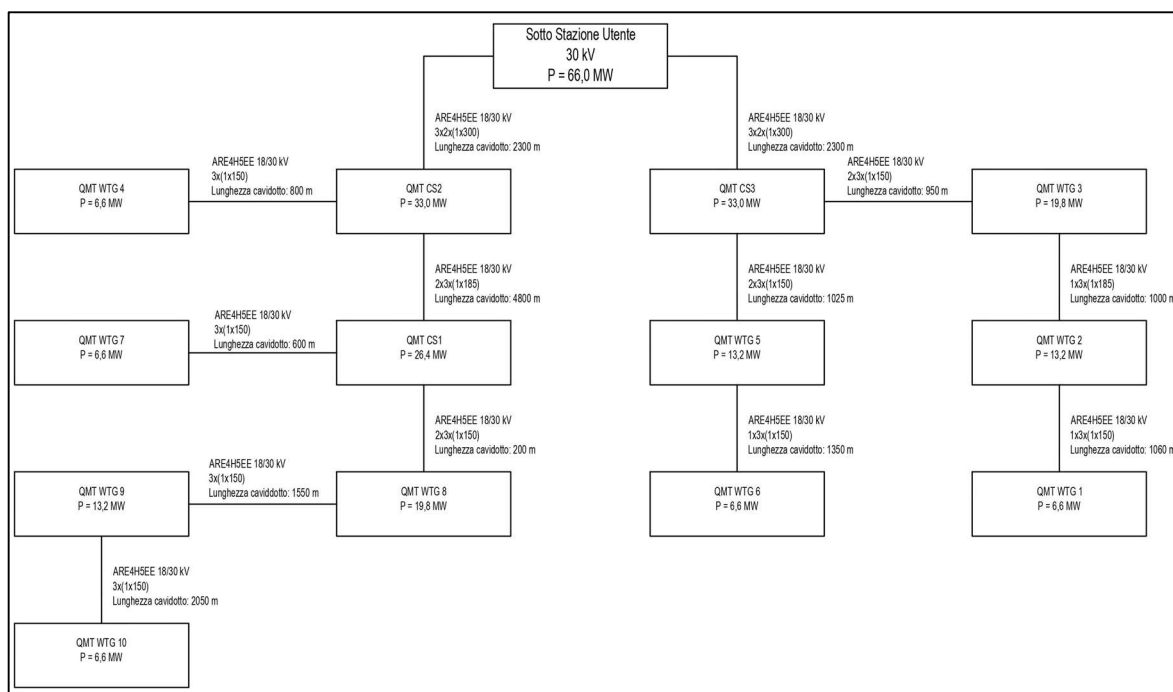 Sotto Stazione Utente
30 kV
P = 66,0 MW
ARE4H5EE 18/30 kV
3x2x(1x300)
Lunghezza cavidotto: 2300 m
ARE4H5EE 18/30 kV
3x2x(1x300)
Lunghezza cavidotto: 2300 m
ARE4H5EE 18/30 kV
3x(1x150)
Lunghezza cavidotto: 800 m
ARE4H5EE 18/30 kV
2x3x(1x150)
Lunghezza cavidotto: 950 m
QMT WTG 4
P = 6,6 MW
QMT CS2
P = 33,0 MW
QMT CS3
P = 33,0 MW
QMT WTG 3
P = 19,8 MW
ARE4H5EE 18/30 kV
2x3x(1x185)
Lunghezza cavidotto: 4800 m
ARE4H5EE 18/30 kV
2x3x(1x150)
Lunghezza cavidotto: 1025 m
ARE4H5EE 18/30 kV
1x3x(1x185)
Lunghezza cavidotto: 1000 m
ARE4H5EE 18/30 kV
3x(1x150)
Lunghezza cavidotto: 600 m
QMT WTG 7
P = 6,6 MW
QMT CS1
P = 26,4 MW
QMT WTG 5
P = 13,2 MW
QMT WTG 2
P = 13,2 MW
ARE4H5EE 18/30 kV
2x3x(1x150)
Lunghezza cavidotto: 200 m
ARE4H5EE 18/30 kV
1x3x(1x150)
Lunghezza cavidotto: 1350 m
ARE4H5EE 18/30 kV
1x3x(1x150)
Lunghezza cavidotto: 1060 m
ARE4H5EE 18/30 kV
3x(1x150)
Lunghezza caviddotto: 1550 m
QMT WTG 9
P = 13,2 MW
QMT WTG 8
P = 19,8 MW
QMT WTG 6
P = 6,6 MW
QMT WTG 1
P = 6,6 MW
ARE4H5EE 18/30 kV
3x(1x150)
Lunghezza cavidotto: 2050 m
QMT WTG 10
P = 6,6 MW